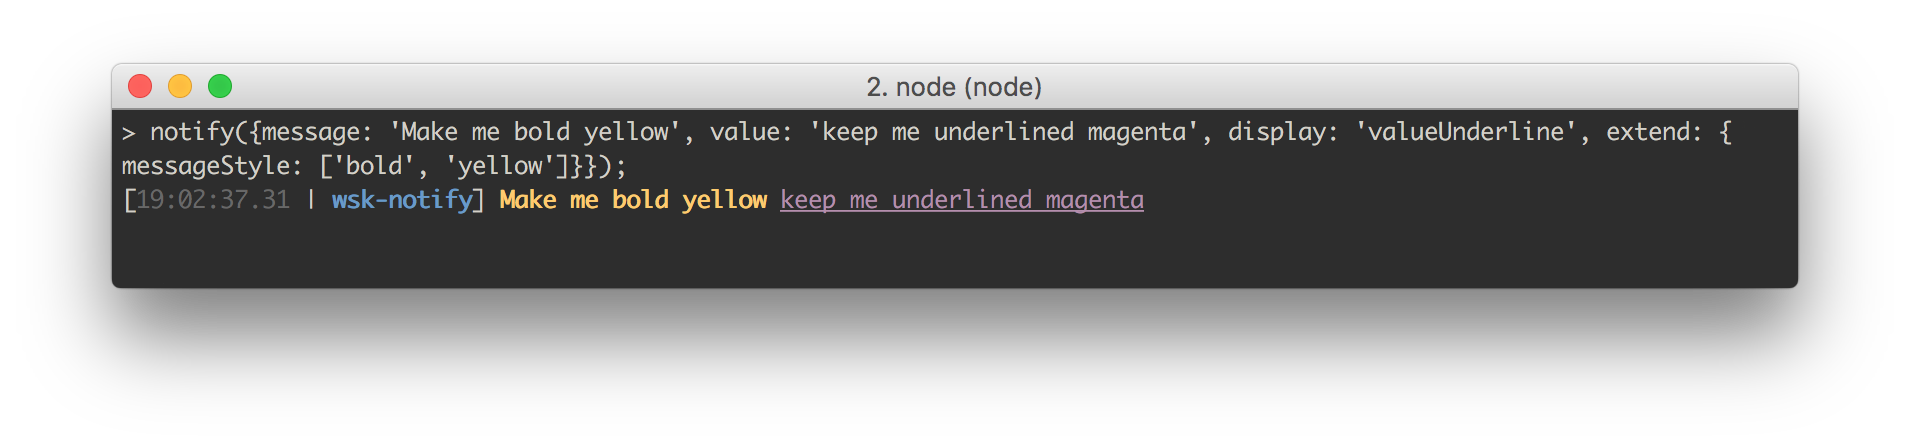 2. node (node)
> notify({message: 'Make me bold yellow', value: 'keep me underlined magenta', display: 'valueUnderline', extend: {
messageStyle: ['bold', 'yellow']}});
[19:02:37.31 | wsk-notify] Make me bold yellow keep me underlined magenta